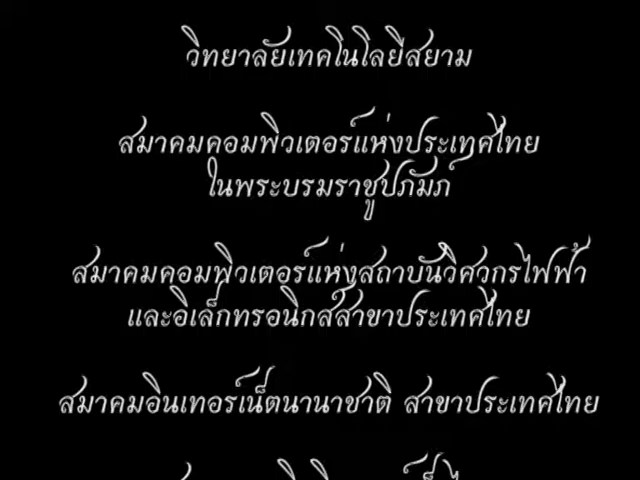 วิทยาลัยเทคโนโลยีสยาม
สมาคมคอมพิวเตอร์แห่งประเทศไทย
ในพระบรมราชูปภัมภ์
สมาคมคอมพิวเตอร์แห่งสถาบันวิศวกรไฟฟ้า
และอิเล็กทรอนิกส์สาขาประเทศไทย
สมาคมอินเทอร์เน็ตนานาชาติ สาขาประเทศไทย